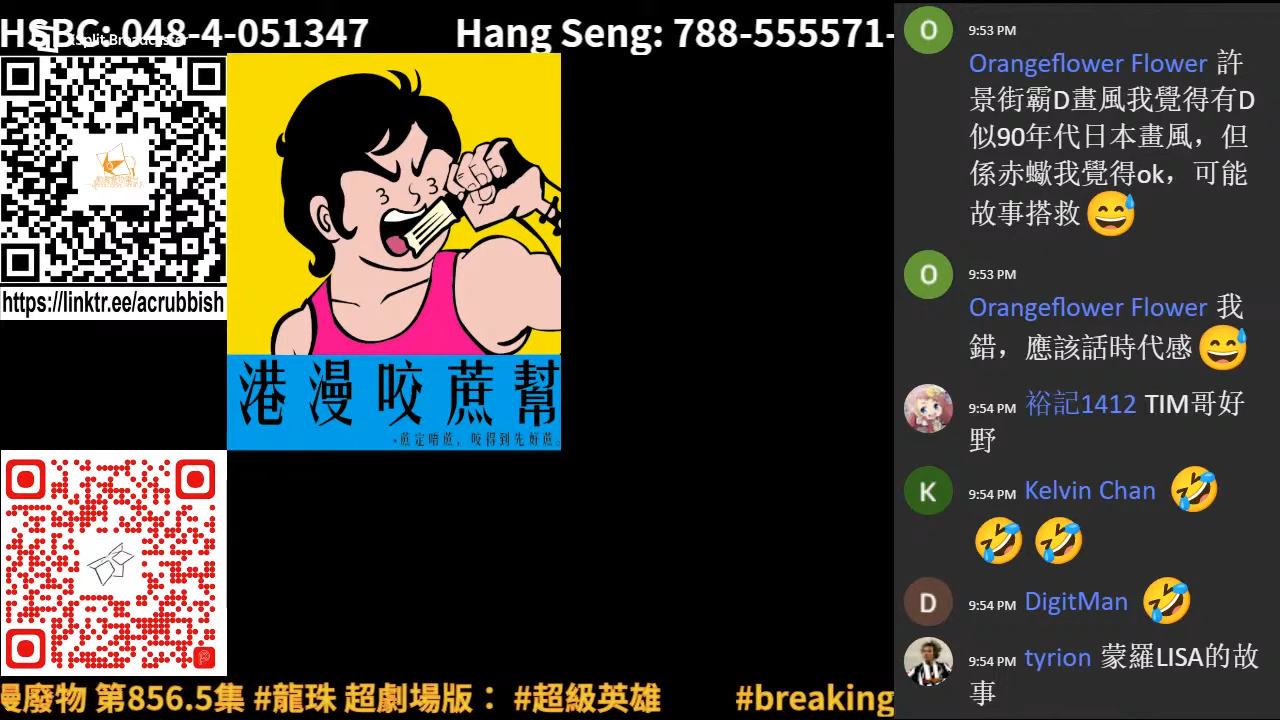 HSBC: 048-4-051347 Hang Seng: 788-555571-
XSplit Broadcaster
https://linktr.ee/acrubbish
港漫咬蔗幫
*蔗定唔蔗，咬得到先好蔗。
漫廢物 第856.5集 #龍珠 超劇場版： #超級英雄 #breaking
O
9:53 PM
Orangeflower Flower 許
景街霸D畫風我覺得有D
似90年代日本畫風，但
係赤蠍我覺得ok，可能
故事搭救😅
O
9:53 PM
Orangeflower Flower 我
錯，應該話時代感😅
9:54 PM 裕記1412 TIM哥好
野
K
9:54 PM Kelvin Chan 🤣
🤣🤣
D
9:54 PM DigitMan 🤣
9:54 PM tyrion 蒙羅LISA的故
事